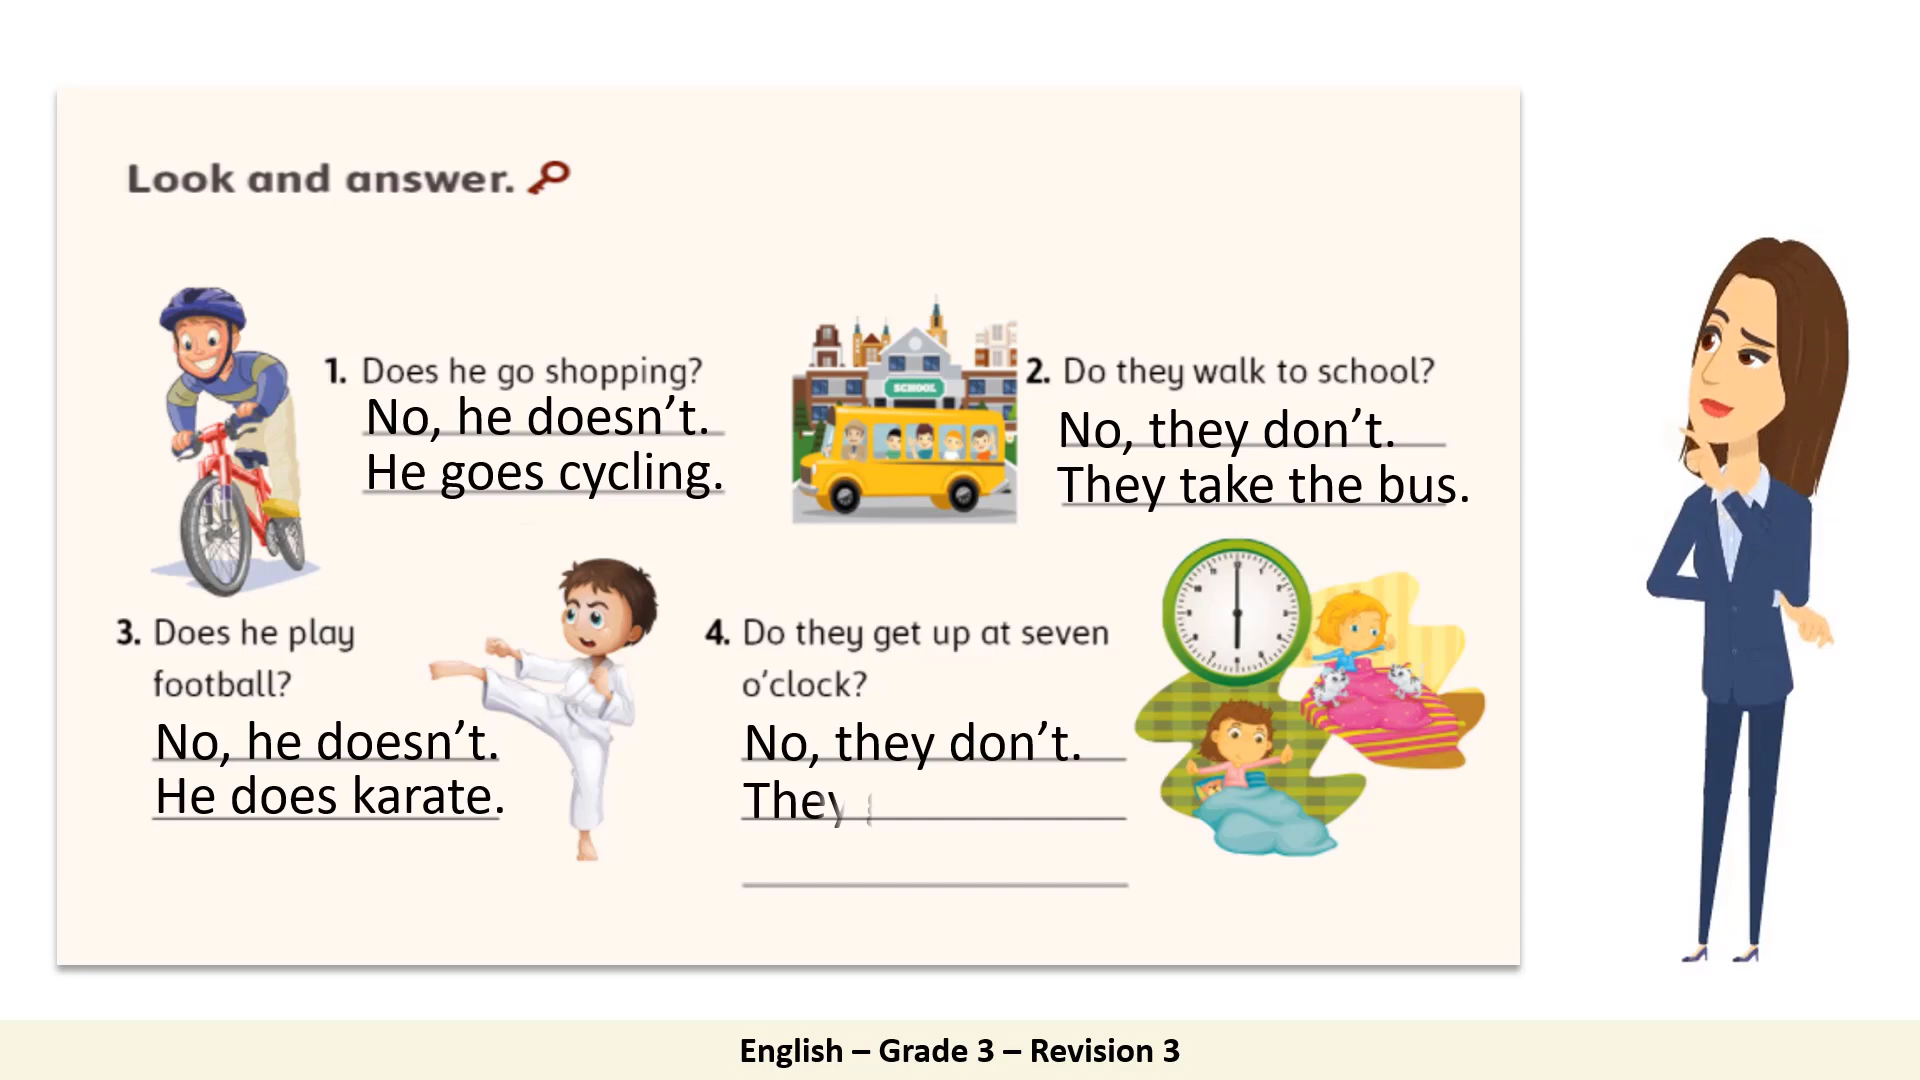 Look and answer.
SCHOOL
1. Does he go shopping?
No, he doesn’t.
He goes cycling.
2. Do they walk to school?
No, they don’t.
They take the bus.
3. Does he play
football?
No, he doesn’t.
He does karate.
4. Do they get up at seven
o’clock?
No, they don’t.
They
English – Grade 3 – Revision 3